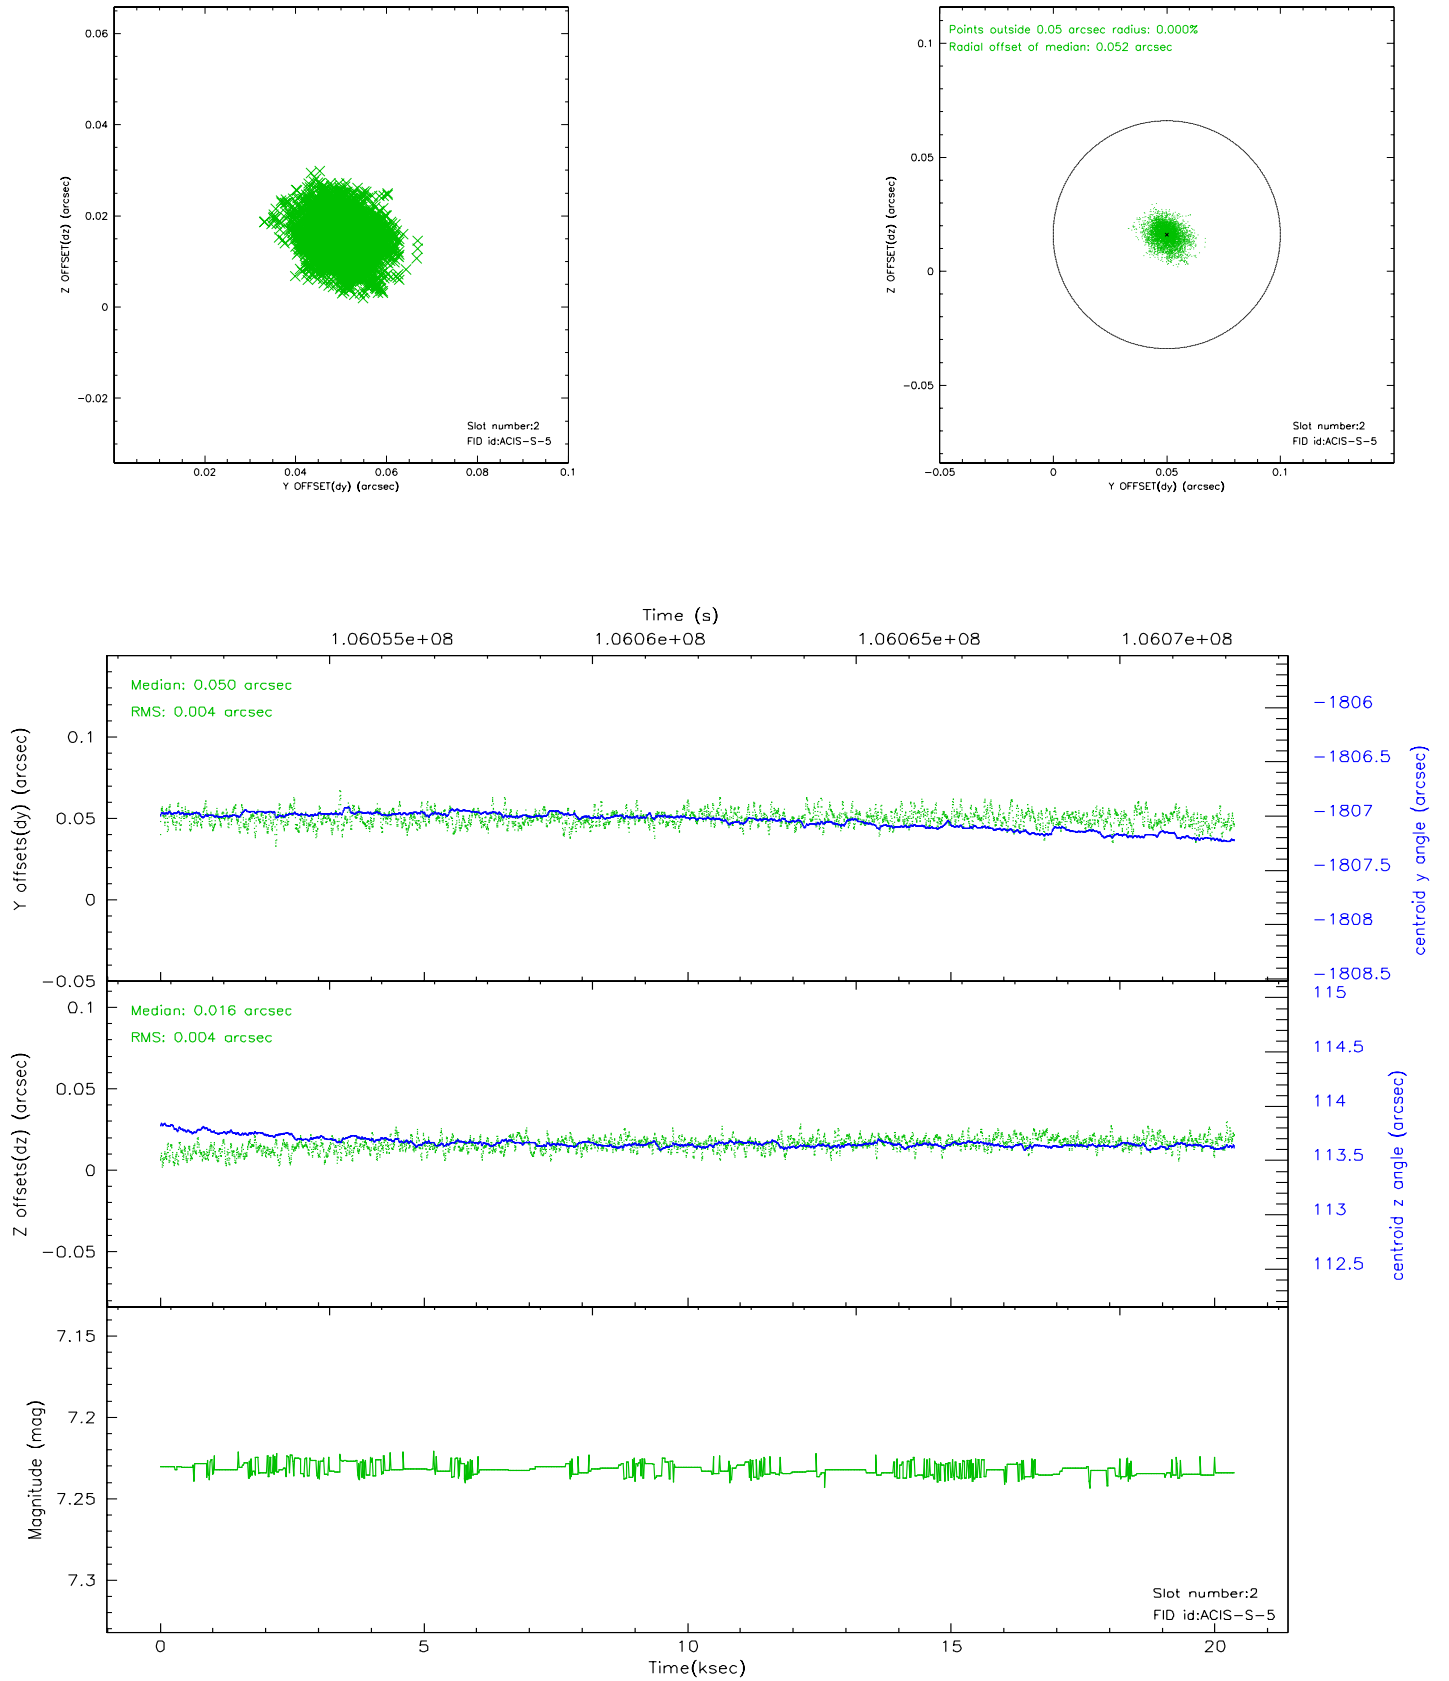 0.06
0.04
0.02
0
−0.02
Z OFFSET(dz) (arcsec)
Slot number:2
FID id:ACIS−S−5
0.02
0.04
0.06
0.08
0.1
Y OFFSET(dy) (arcsec)
Points outside 0.05 arcsec radius: 0.000%
Radial offset of median: 0.052 arcsec
0.1
0.05
0
−0.05
Z OFFSET(dz) (arcsec)
Slot number:2
FID id:ACIS−S−5
−0.05
0
0.05
0.1
Y OFFSET(dy) (arcsec)
Time (s)
1.06055e+08
1.0606e+08
1.06065e+08
1.0607e+08
Median: 0.050 arcsec
RMS: 0.004 arcsec
0.1
0.05
0
−0.05
Y offsets(dy) (arcsec)
−1806
−1806.5
−1807
−1807.5
−1808
−1808.5
centroid y angle (arcsec)
Median: 0.016 arcsec
RMS: 0.004 arcsec
0.1
0.05
0
−0.05
Z offsets(dz) (arcsec)
115
114.5
114
113.5
113
112.5
centroid z angle (arcsec)
7.15
7.2
7.25
7.3
Magnitude (mag)
Slot number:2
FID id:ACIS−S−5
0
5
10
15
20
Time(ksec)